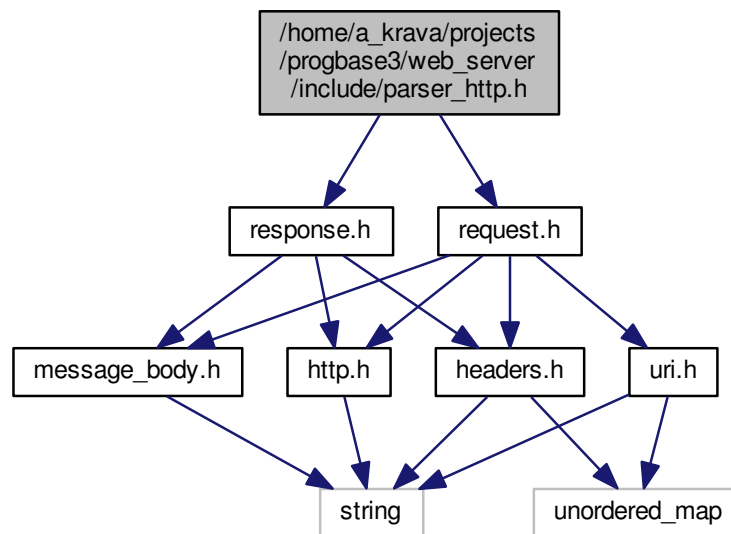 /home/a_krava/projects
/progbase3/web_server
/include/parser_http.h
response.h
request.h
message_body.h
http.h
headers.h
uri.h
string
unordered_map